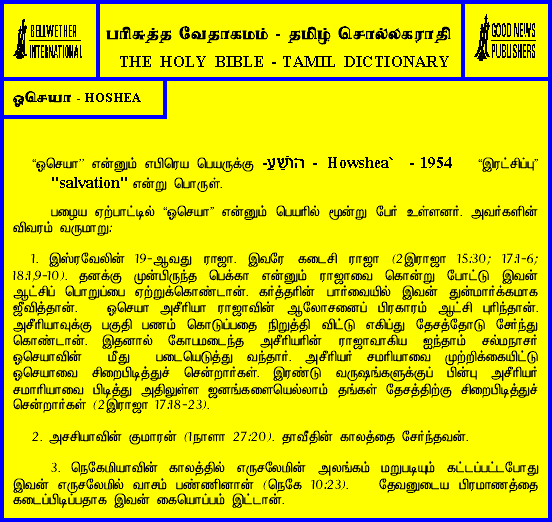 BELLWETHER
INTERNATIONAL
பரிசுத்த வேதாகமம் - தமிழ் சொல்லகராதி
THE HOLY BIBLE - TAMIL DICTIONARY
GOOD NEWS
PUBLISHERS
ஓசெயா - HOSHEA
“ஓசெயா” என்னும் எபிரெய பெயருக்கு -הוֹשֵׁעַ - Howshea` - 1954 “இரட்சிப்பு”
"salvation" என்று பொருள்.
பழைய ஏற்பாட்டில் “ஓசெயா” என்னும் பெயரில் மூன்று பேர் உள்ளனர். அவர்களின்
விவரம் வருமாறு:
1. இஸ்ரவேலின் 19-ஆவது ராஜா. இவரே கடைசி ராஜா (2இராஜா 15:30; 17:1-6;
18:1,9-10). தனக்கு முன்பிருந்த பெக்கா என்னும் ராஜாவை கொன்று போட்டு இவன்
ஆட்சிப் பொறுப்பை ஏற்றுக்கொண்டான். கர்த்தரின் பார்வையில் இவன் துன்மார்க்கமாக
ஜீவித்தான். ஓசெயா அசீரியா ராஜாவின் ஆலோசனைப் பிரகாரம் ஆட்சி புரிந்தான்.
அசீரியாவுக்கு பகுதி பணம் கொடுப்பதை நிறுத்தி விட்டு எகிப்து தேசத்தோடு சேர்ந்து
கொண்டான். இதனால் கோபமடைந்த அசீரியரின் ராஜாவாகிய ஐந்தாம் சல்மநாசர்
ஓசெயாவின் மீது படையெடுத்து வந்தார். அசீரியர் சமரியாவை முற்றிக்கையிட்டு
ஓசெயாவை சிறைபிடித்துச் சென்றார்கள். இரண்டு வருஷங்களுக்குப் பின்பு அசீரியர்
சமாரியாவை பிடித்து அதிலுள்ள ஜனங்களையெல்லாம் தங்கள் தேசத்திற்கு சிறைபிடித்துச்
சென்றார்கள் (2இராஜா 17:18-23).
2. அசசியாவின் குமாரன் (1நாளா 27:20). தாவீதின் காலத்தை சேர்ந்தவன்.
3. நெகேமியாவின் காலத்தில் எருசலேமின் அலங்கம் மறுபடியும் கட்டப்பட்டபோது
இவன் எருசலேமில் வாசம் பண்ணினான் (நெகே 10:23). தேவனுடைய பிரமாணத்தை
கடைப்பிடிப்பதாக இவன் கையொப்பம் இட்டான்.